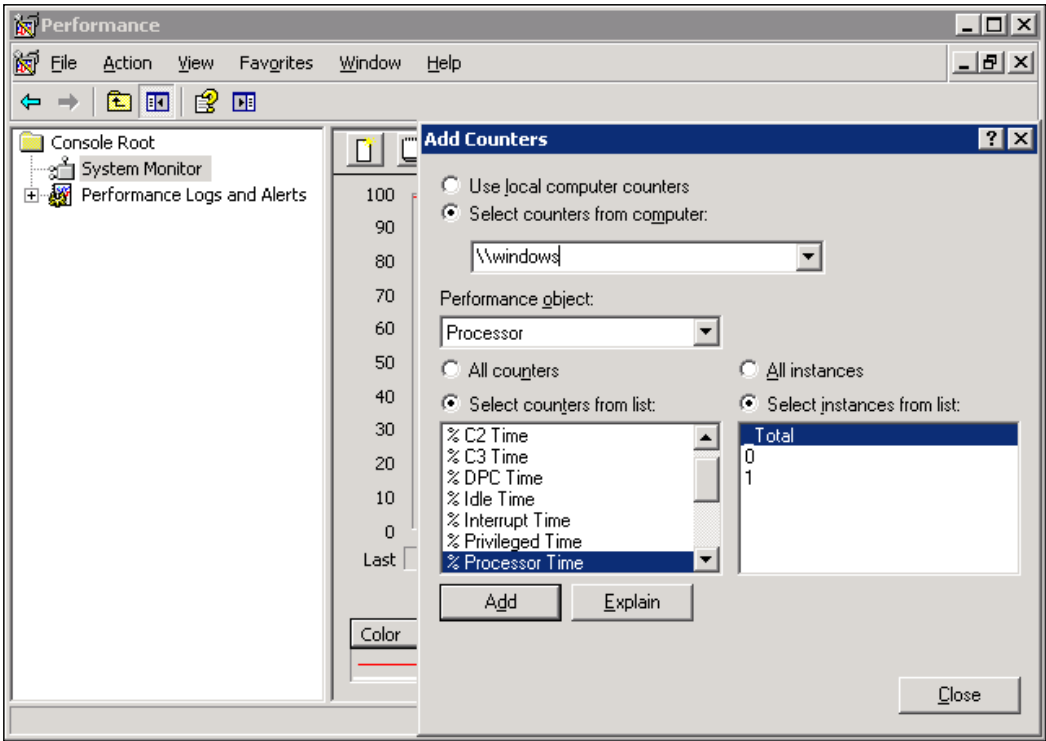 Performance
File Action View Favorites Window Help
Console Root
System Monitor
Performance Logs and Alerts
100
90
80
70
60
50
40
30
20
10
0
Last
Color
Add Counters
Use local computer counters
Select counters from computer:
\\windows
Performance object:
Processor
All counters
All instances
Select counters from list:
Select instances from list:
% C2 Time
% C3 Time
% DPC Time
% Idle Time
% Interrupt Time
% Privileged Time
% Processor Time
_Total
0
1
Add
Explain
Close